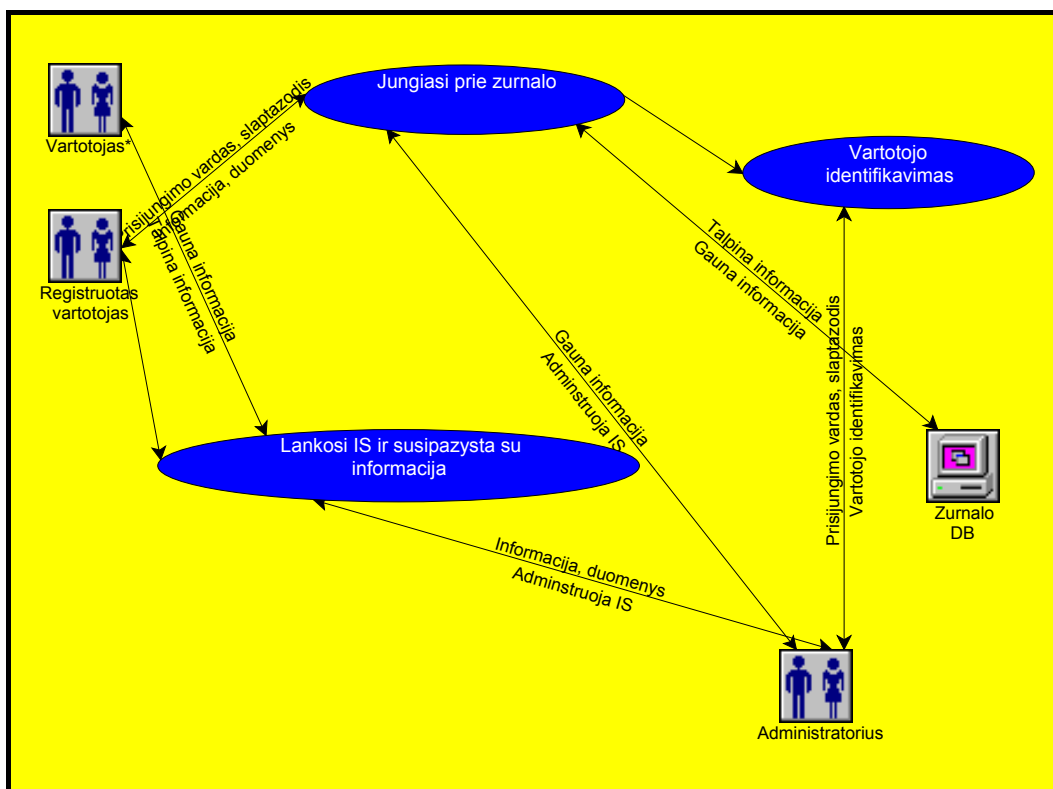 Jungiasi prie zurnalo
Vartotojas*
Vartotojo
identifikavimas
Prisijungimo vardas, slaptazodis
Informacija, duomenys
Gauna informacija
Talpina informacija
Registruotas
vartotojas
Talpina informacija
Gauna informacija
Gauna informacija
Adminstruoja IS
Prisijungimo vardas, slaptazodis
Vartotojo identifikavimas
Lankosi IS ir susipazysta su
informacija
Zurnalo
DB
Informacija, duomenys
Adminstruoja IS
Administratorius